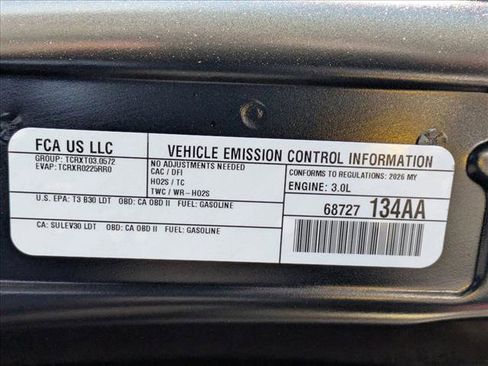 FCA US LLC
GROUP: TCRXT03.0572
EVAP: TCRXR0225RR0
VEHICLE EMISSION CONTROL INFORMATION
NO ADJUSTMENTS NEEDED
CAC / DFI
HO2S / TC
TWC / WR-HO2S
CONFORMS TO REGULATIONS: 2026 MY
ENGINE: 3.0L
U.S. EPA: T3 B30 LDT OBD: CA OBD II FUEL: GASOLINE
CA: SULEV30 LDT OBD: CA OBD II FUEL: GASOLINE
68727 134AA